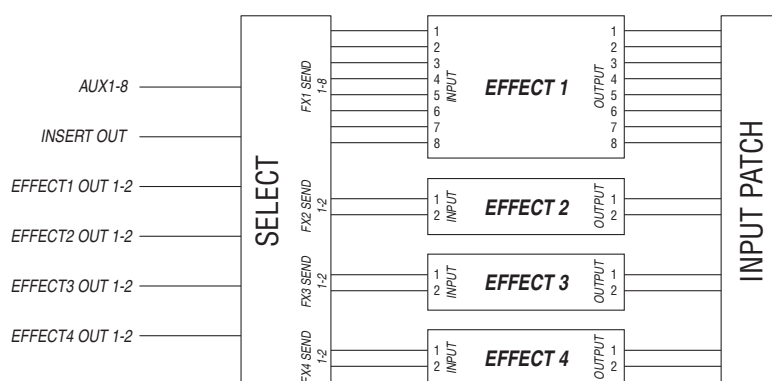 AUX1-8
INSERT OUT
EFFECT1 OUT 1-2
EFFECT2 OUT 1-2
EFFECT3 OUT 1-2
EFFECT4 OUT 1-2
SELECT
FX1 SEND
1-8
FX2 SEND
1-2
FX3 SEND
1-2
FX4 SEND
1-2
1
2
3
4
5
6
7
8
INPUT
EFFECT 1
OUTPUT
1
2
3
4
5
6
7
8
1
2
INPUT
EFFECT 2
OUTPUT
1
2
1
2
INPUT
EFFECT 3
OUTPUT
1
2
1
2
INPUT
EFFECT 4
OUTPUT
1
2
INPUT PATCH